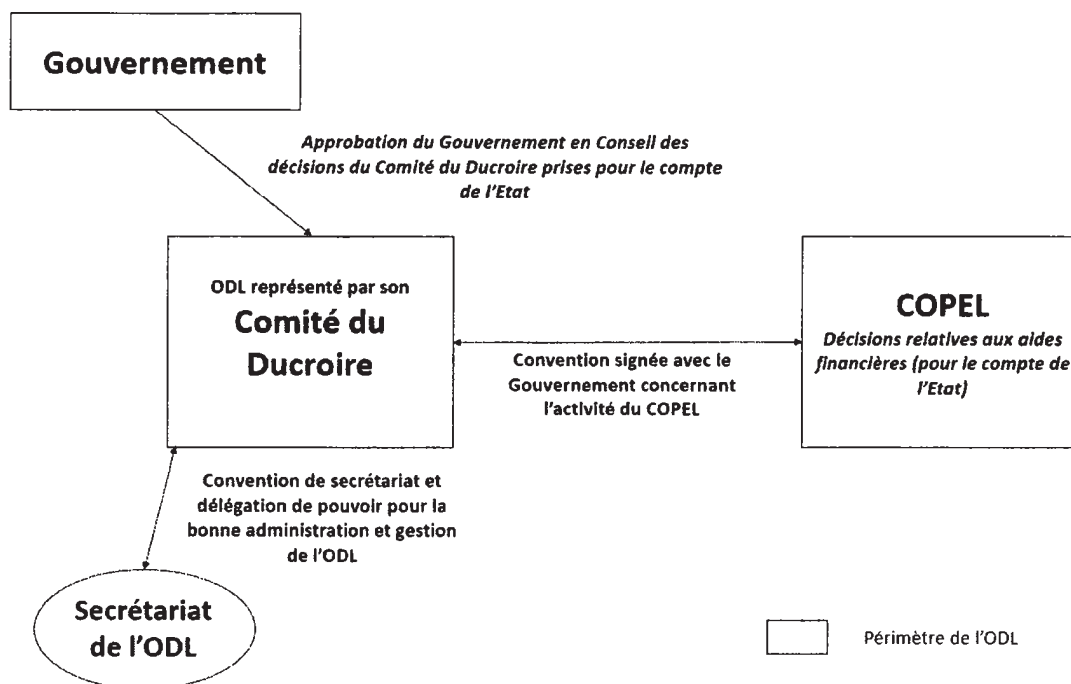 Gouvernement
Approbation du Gouvernement en Conseil des
décisions du Comité du Ducroire prises pour le compte
de l'Etat
ODL représenté par son
Comité du
Ducroire
Convention signée avec le
Gouvernement concernant
l'activité du COPEL
COPEL
Décisions relatives aux aides
financières (pour le compte de
l'Etat)
Convention de secrétariat et
délégation de pouvoir pour la
bonne administration et gestion
de l'ODL
Secrétariat
de l'ODL
Périmètre de l'ODL